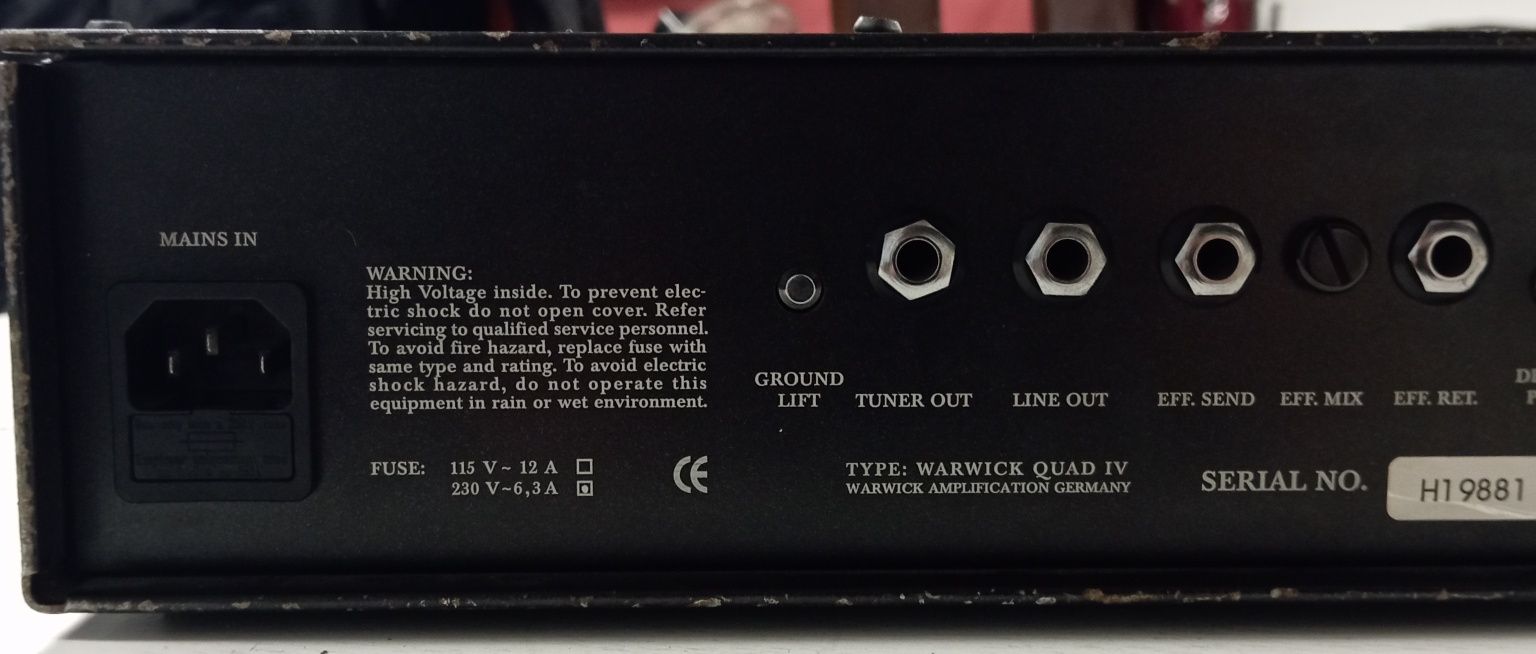 MAINS IN
WARNING:
High Voltage inside. To prevent elec-
tric shock do not open cover. Refer
servicing to qualified service personnel.
To avoid fire hazard, replace fuse with
same type and rating. To avoid electric
shock hazard, do not operate this
equipment in rain or wet environment.
FUSE: 115 V~ 12 A
230 V~6,3 A
CE
GROUND
LIFT
TUNER OUT
LINE OUT
EFF. SEND
EFF. MIX
EFF. RET.
TYPE: WARWICK QUAD IV
WARWICK AMPLIFICATION GERMANY
SERIAL NO.
H19881